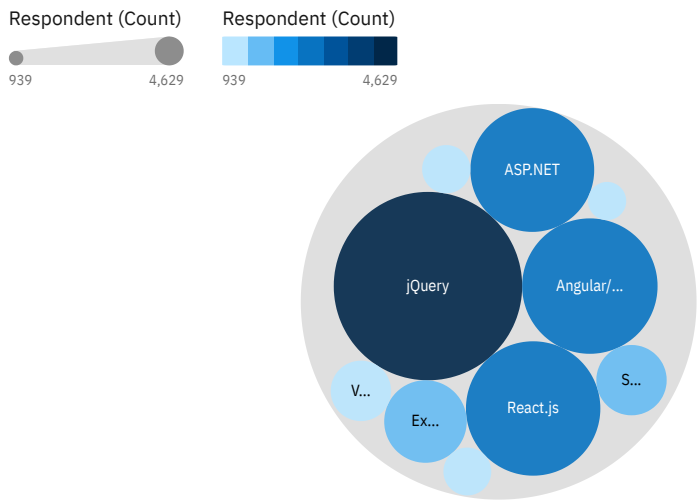 Respondent (Count)
939 4,629
Respondent (Count)
939 4,629
ASP.NET
jQuery
Angular/...
S...
V...
React.js
Ex...